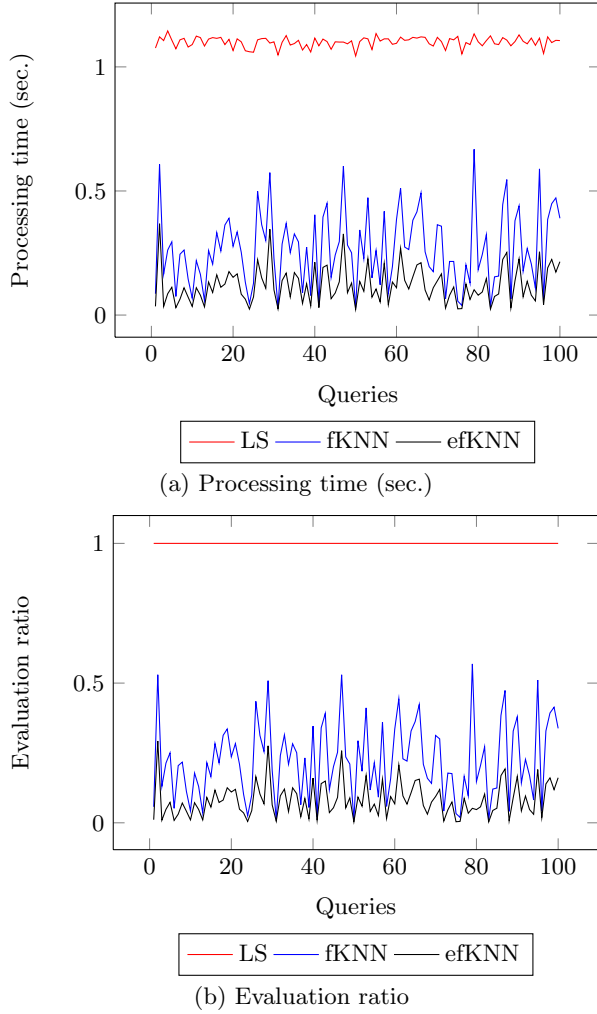 Processing time (sec.)
1
0.5
0
0 20 40 60 80 100
Queries
LS fKNN efKNN
(a) Processing time (sec.)
Evaluation ratio
1
0.5
0
0 20 40 60 80 100
Queries
LS fKNN efKNN
(b) Evaluation ratio